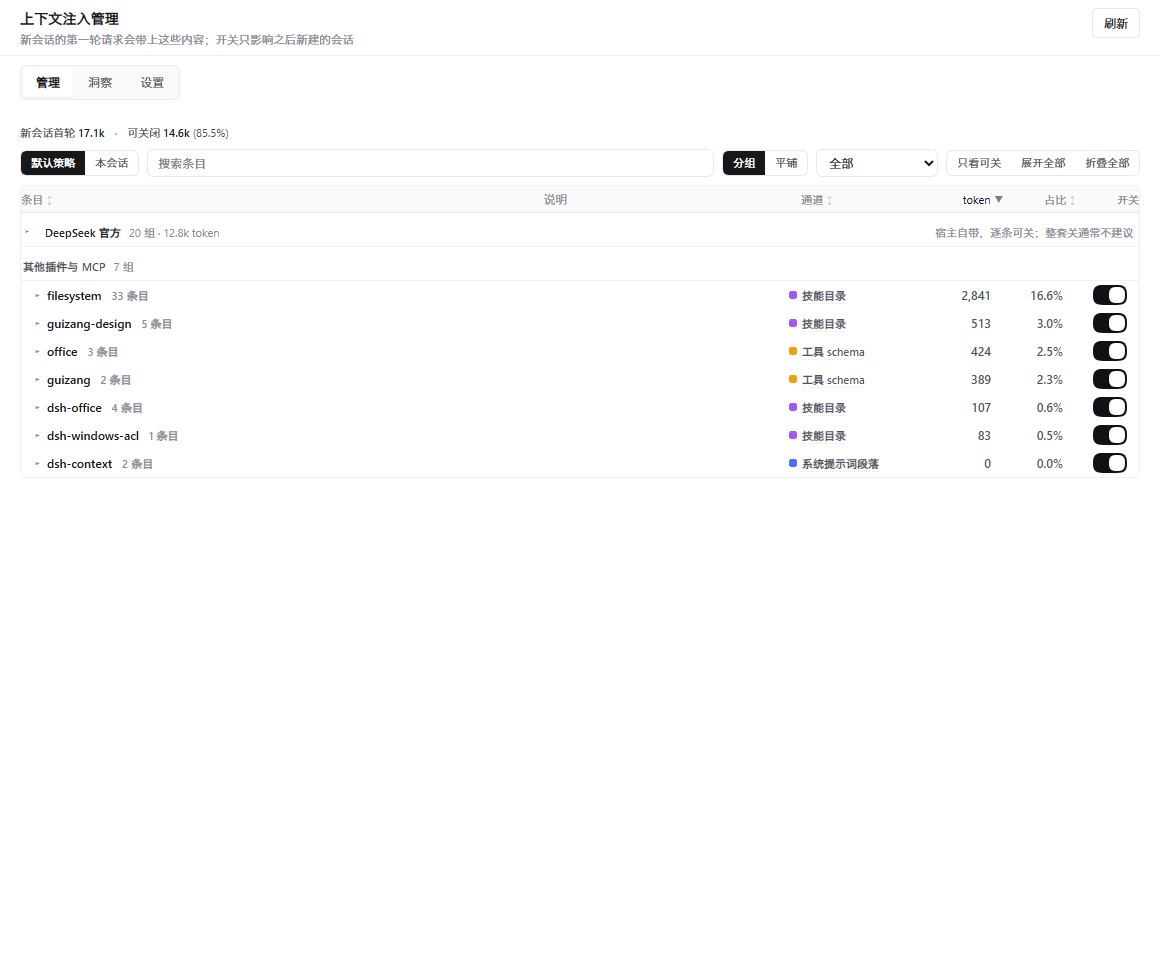 上下文注入管理
刷新
新会话的第一轮请求会带上这些内容；开关只影响之后新建的会话
管理 洞察 设置
新会话首轮 17.1k · 可关闭 14.6k (85.5%)
默认策略 本会话 搜索条目 分组 平铺 全部 只看可关 展开全部 折叠全部
条目 ↕ 说明 通道 ↕ token ▼ 占比 ↕ 开关
▸ DeepSeek 官方 20 组 · 12.8k token 宿主自带，逐条可关；整套关通常不建议
其他插件与 MCP 7 组
▸ filesystem 33 条目 技能目录 2,841 16.6%
▸ guizang-design 5 条目 技能目录 513 3.0%
▸ office 3 条目 工具 schema 424 2.5%
▸ guizang 2 条目 工具 schema 389 2.3%
▸ dsh-office 4 条目 技能目录 107 0.6%
▸ dsh-windows-acl 1 条目 技能目录 83 0.5%
▸ dsh-context 2 条目 系统提示词段落 0 0.0%